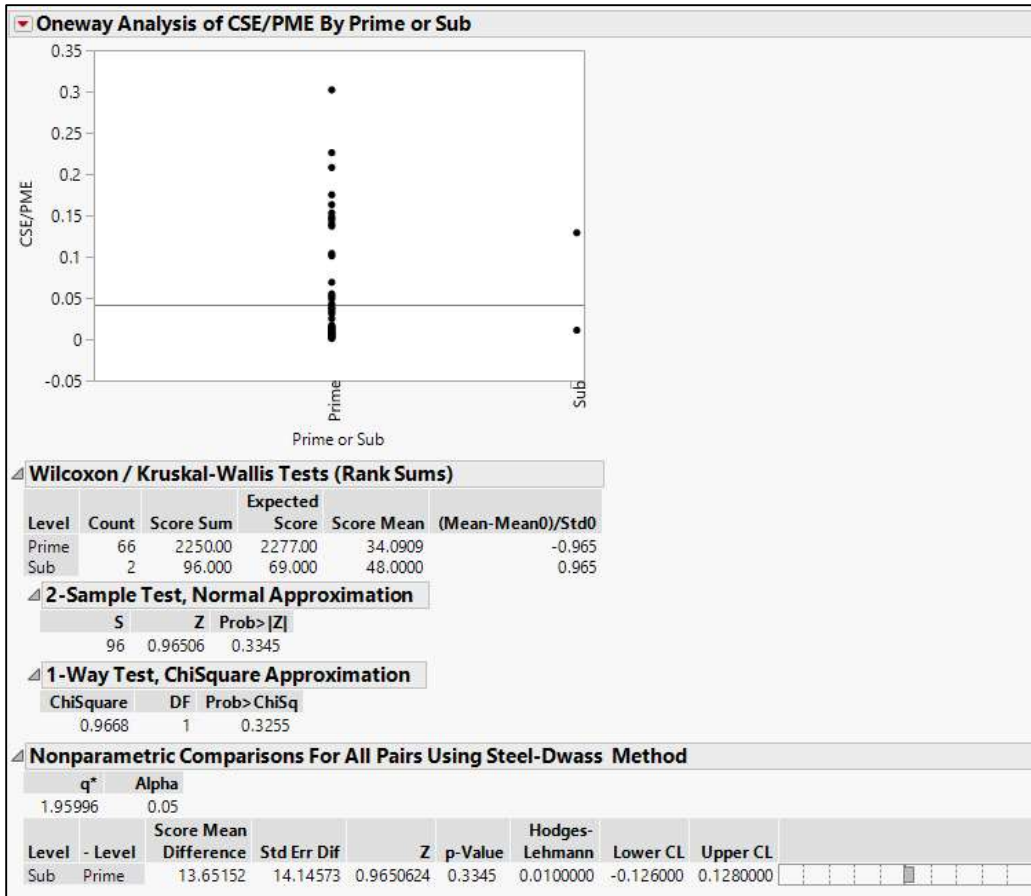 Oneway Analysis of CSE/PME By Prime or Sub
0.35
0.3
0.25
0.2
0.15
0.1
0.05
0
-0.05
CSE/PME
Prime
Sub
Prime or Sub
Wilcoxon / Kruskal-Wallis Tests (Rank Sums)
Expected
Level Count Score Sum Score Score Mean (Mean-Mean0)/Std0
Prime 66 2250.00 2277.00 34.0909 -0.965
Sub 2 96.000 69.000 48.0000 0.965
2-Sample Test, Normal Approximation
S Z Prob>|Z|
96 0.96506 0.3345
1-Way Test, ChiSquare Approximation
ChiSquare DF Prob>ChiSq
0.9668 1 0.3255
Nonparametric Comparisons For All Pairs Using Steel-Dwass Method
q* Alpha
1.95996 0.05
Score Mean Hodges-
Level - Level Difference Std Err Dif Z p-Value Lehmann Lower CL Upper CL
Sub Prime 13.65152 14.14573 0.9650624 0.3345 0.0100000 -0.126000 0.1280000